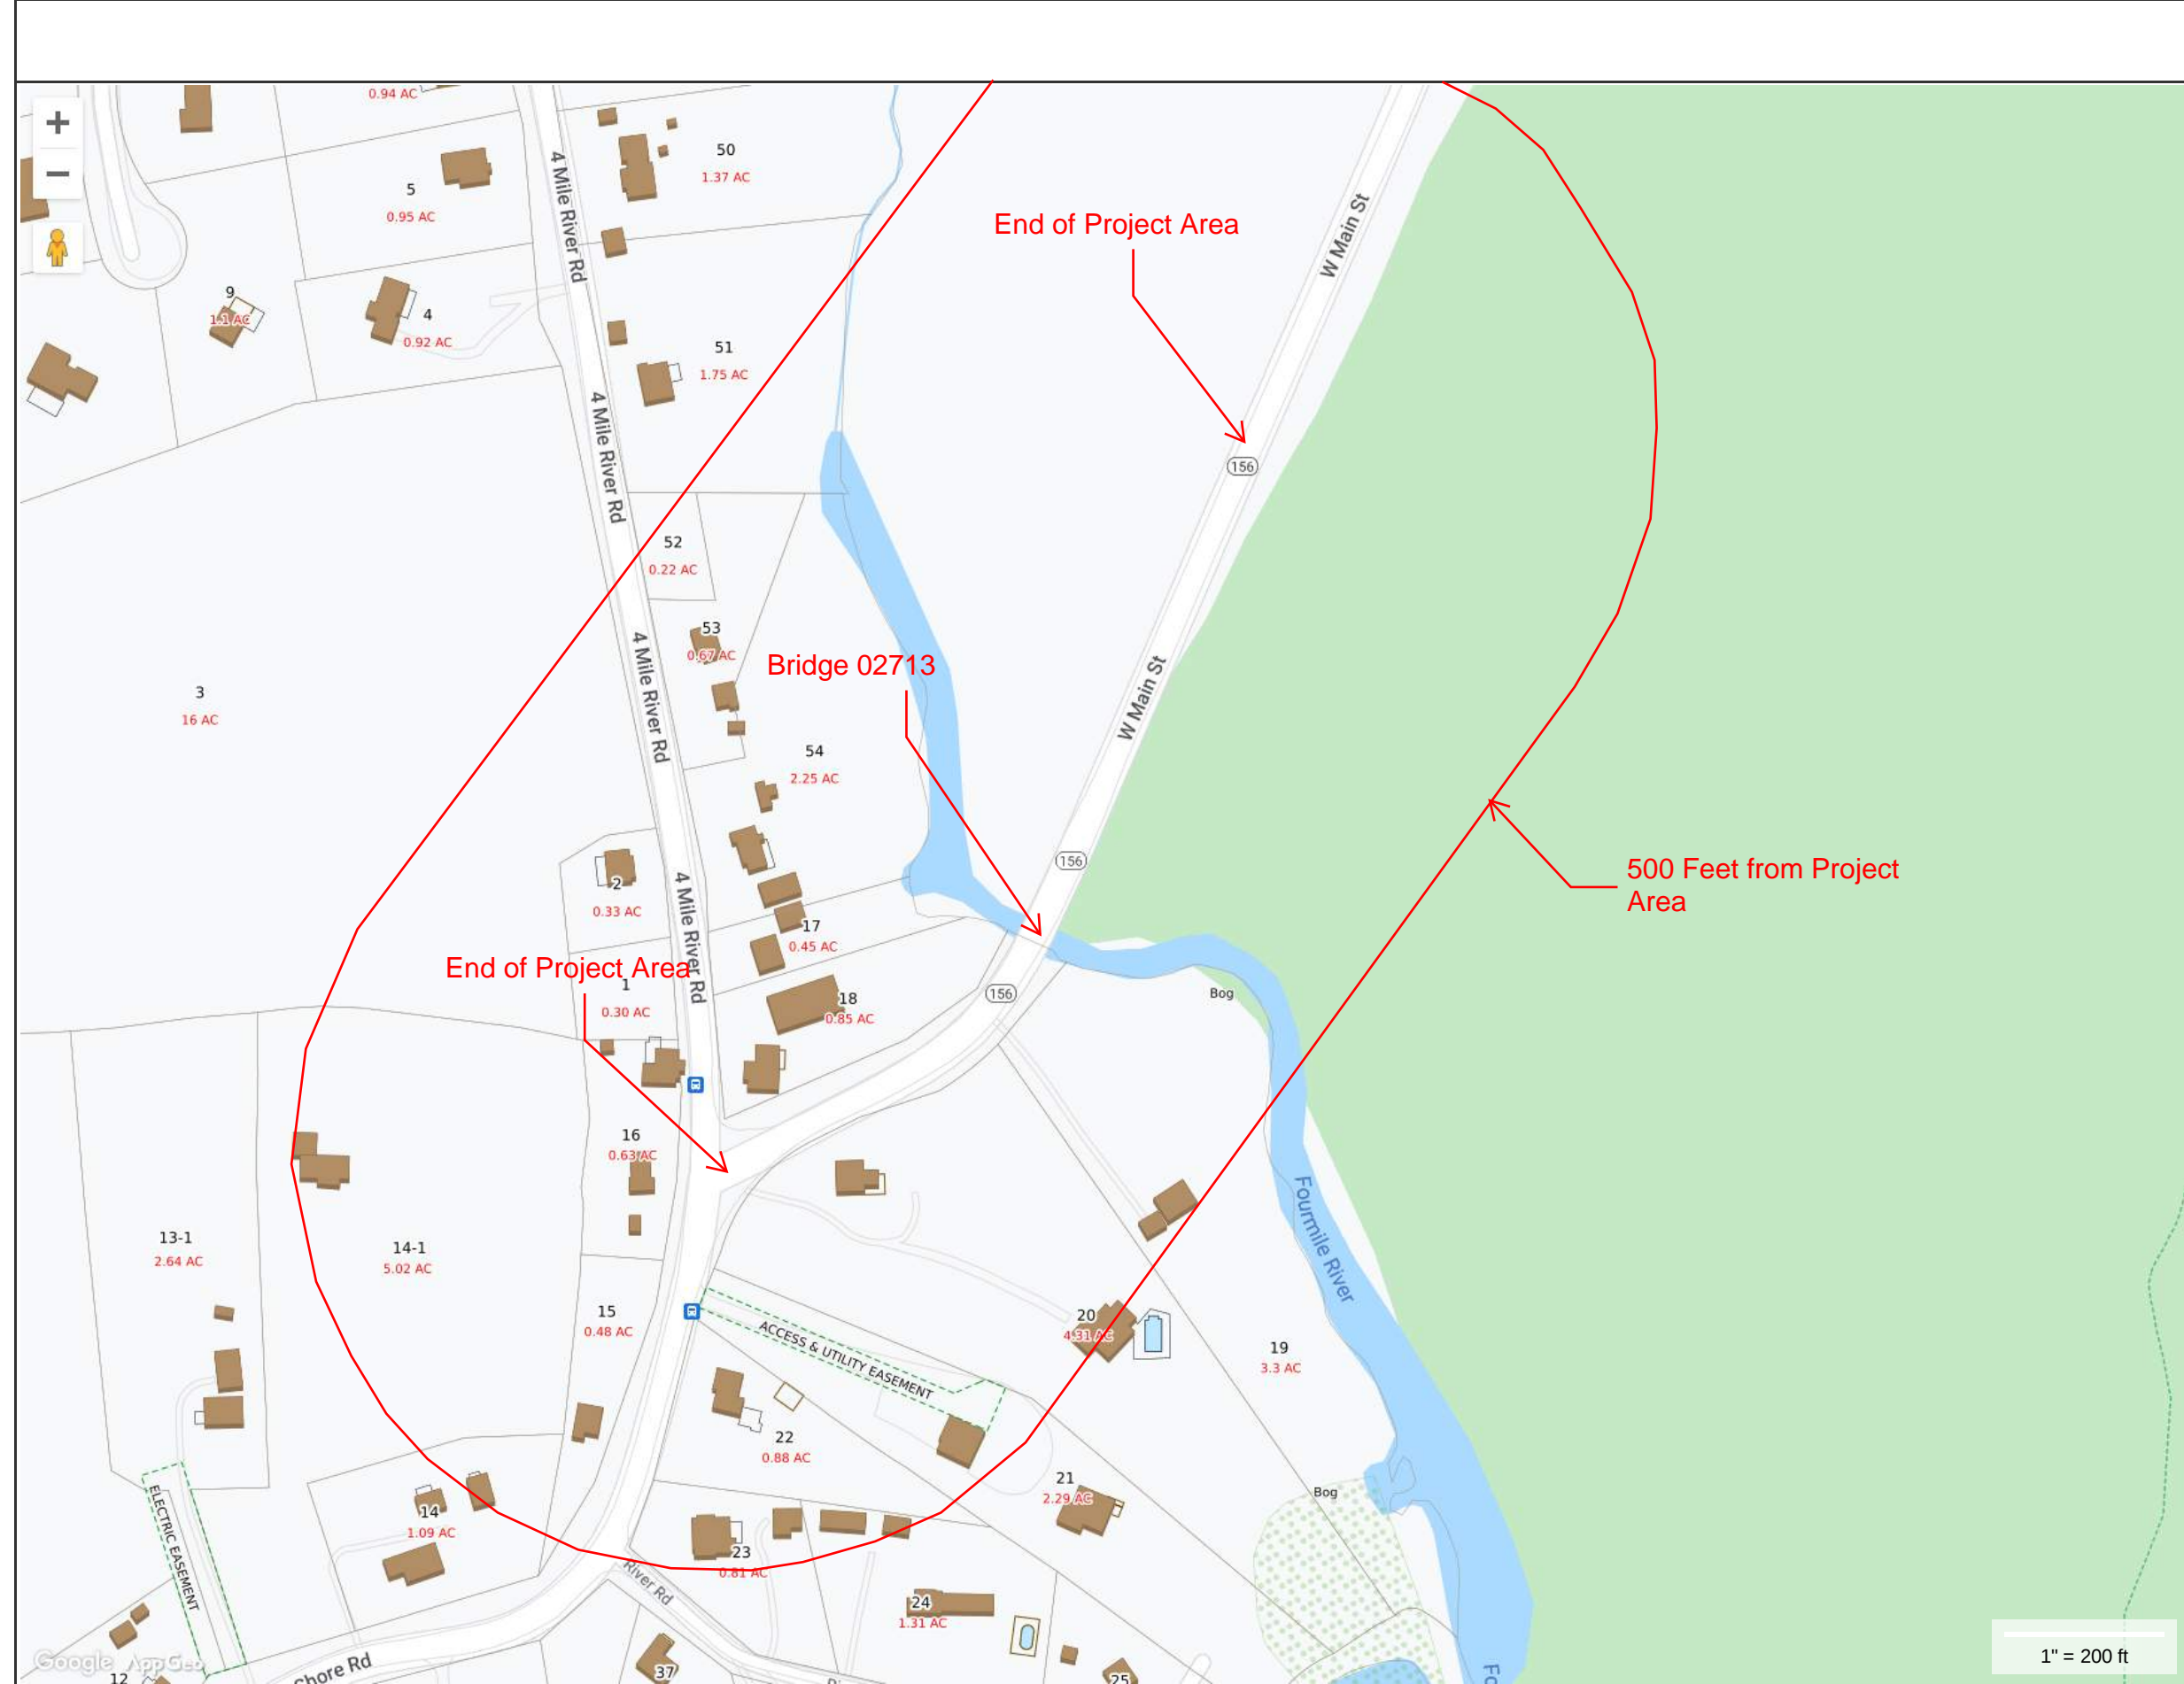 +
−
0.94 AC
5
0.95 AC
4 Mile River Rd
50
1.37 AC
End of Project Area
W Main St
9
1.1 AC
4
0.92 AC
51
1.75 AC
4 Mile River Rd
156
52
0.22 AC
53
0.67 AC
4 Mile River Rd
Bridge 02713
W Main St
3
16 AC
54
2.25 AC
156
500 Feet from Project
Area
2
0.33 AC
4 Mile River Rd
17
0.45 AC
End of Project Area
1
0.30 AC
18
0.85 AC
156
Bog
16
0.63 AC
13-1
2.64 AC
14-1
5.02 AC
Fourmile River
15
0.48 AC
ACCESS & UTILITY EASEMENT
20
4.31 AC
19
3.3 AC
22
0.88 AC
21
2.29 AC
Bog
ELECTRIC EASEMENT
14
1.09 AC
23
0.81 AC
River Rd
24
1.31 AC
Google AppGeo
12
Shore Rd
37
25
1" = 200 ft